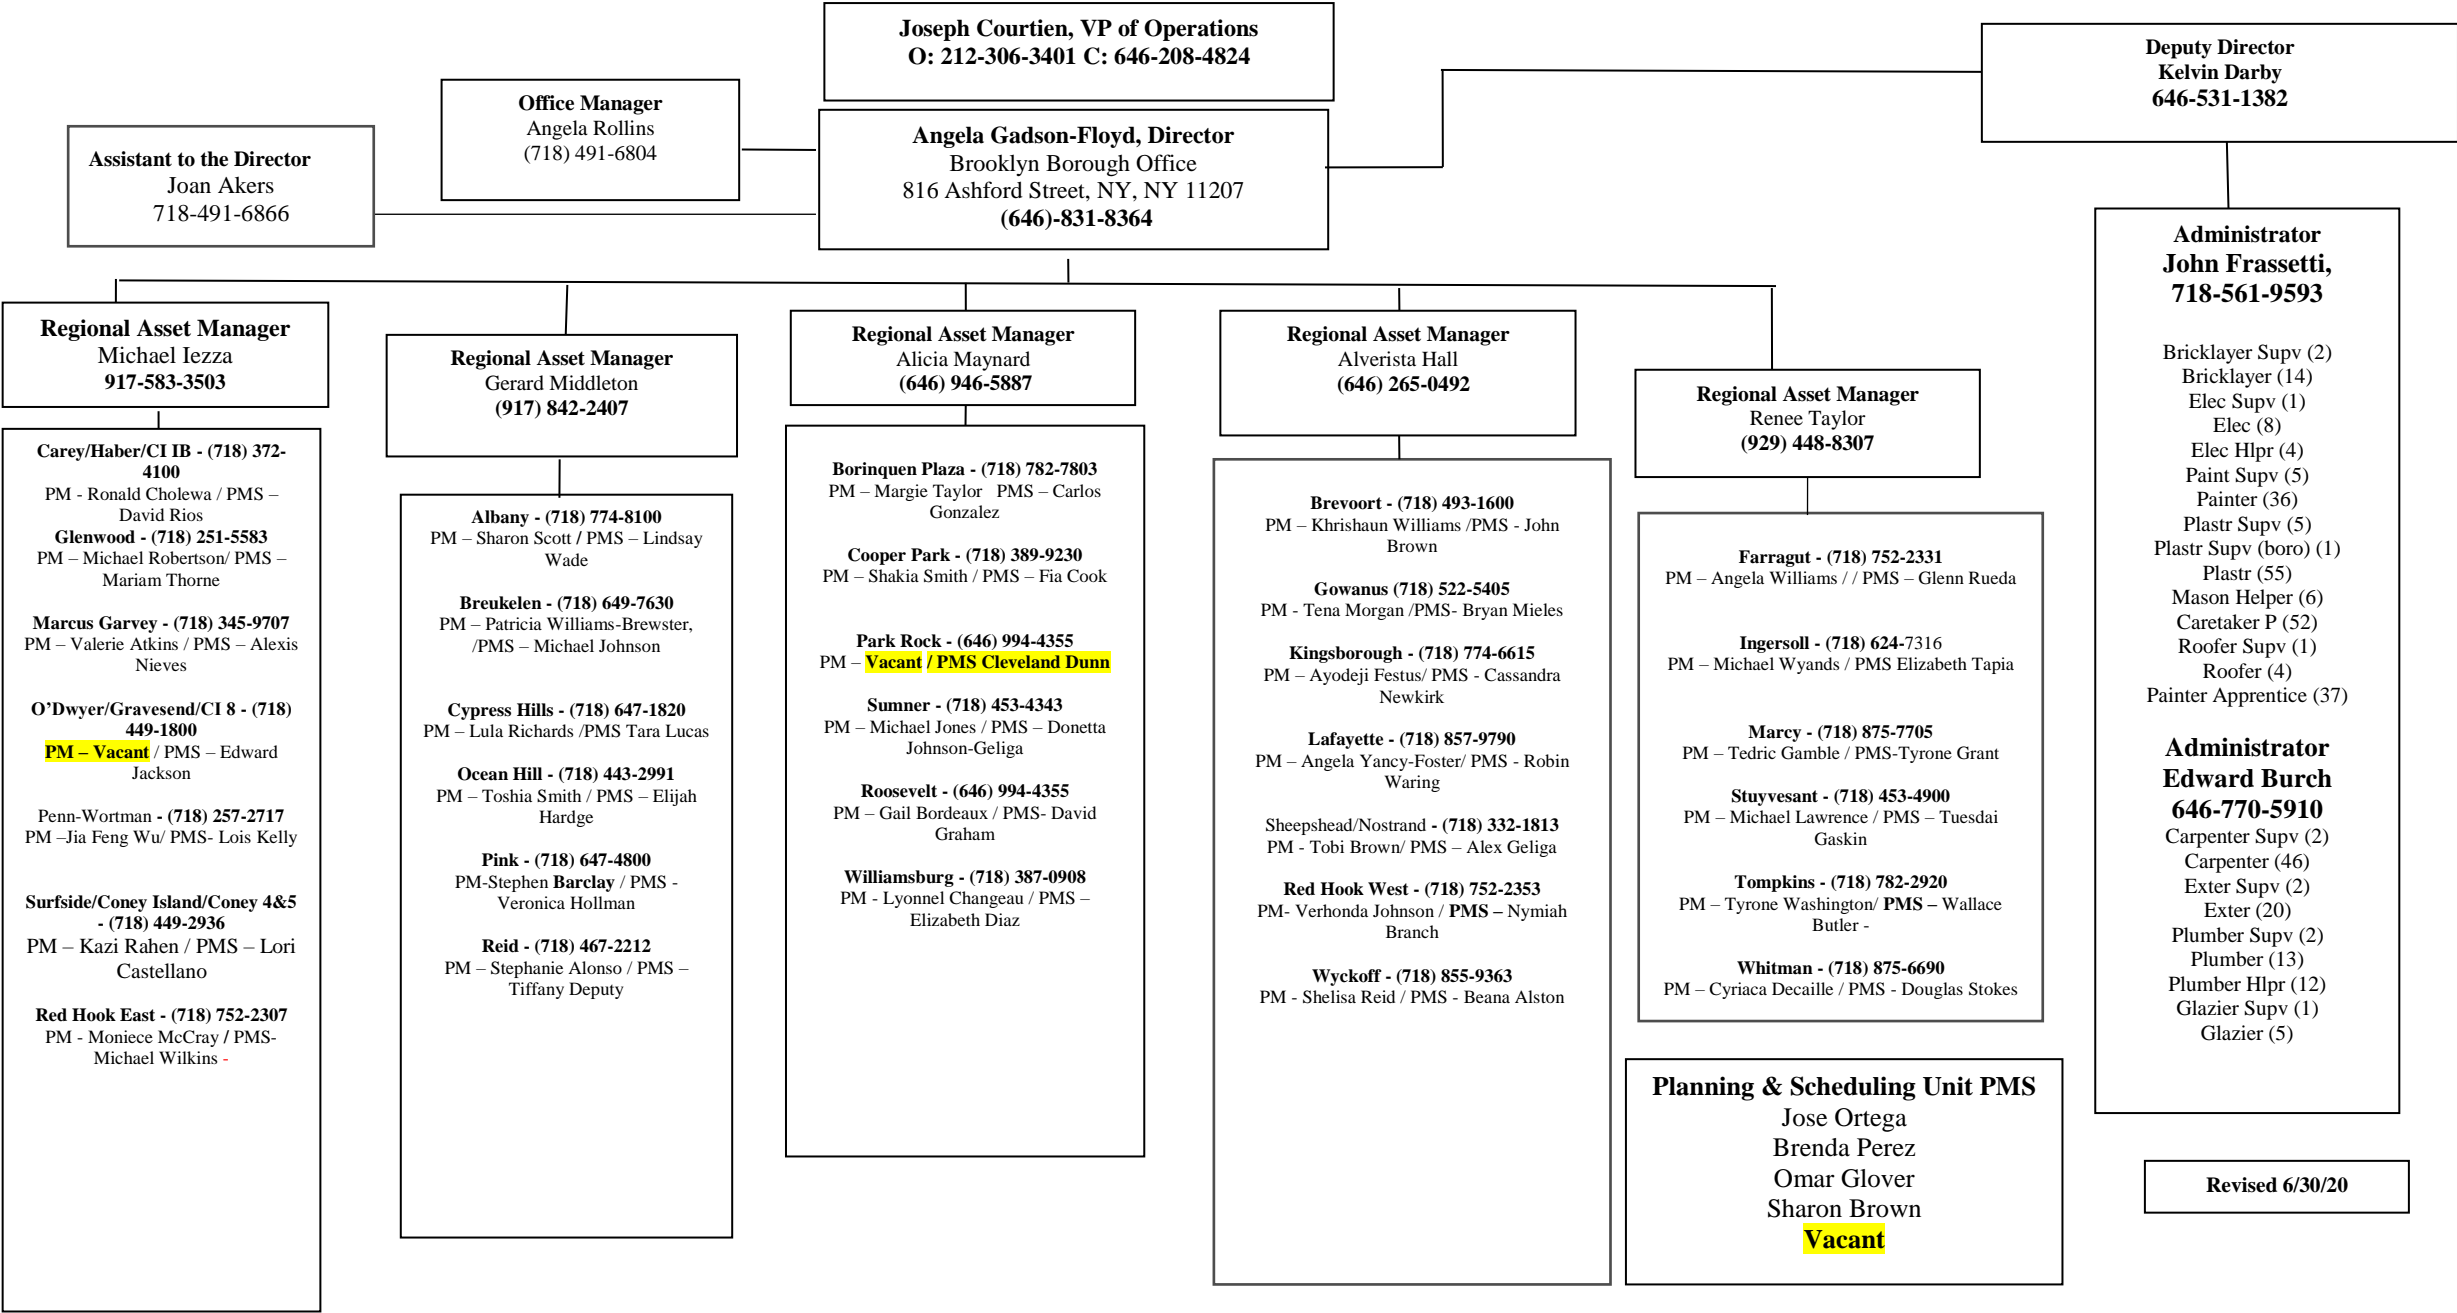 Joseph Courtien, VP of Operations
O: 212-306-3401 C: 646-208-4824
Deputy Director
Kelvin Darby
646-531-1382
Office Manager
Angela Rollins
(718) 491-6804
Angela Gadson-Floyd, Director
Brooklyn Borough Office
816 Ashford Street, NY, NY 11207
(646)-831-8364
Assistant to the Director
Joan Akers
718-491-6866
Regional Asset Manager
Michael Iezza
917-583-3503
Carey/Haber/CI IB - (718) 372-
4100
PM - Ronald Cholewa / PMS –
David Rios
Glenwood - (718) 251-5583
PM – Michael Robertson/ PMS –
Mariam Thorne
Marcus Garvey - (718) 345-9707
PM – Valerie Atkins / PMS – Alexis
Nieves
O’Dwyer/Gravesend/CI 8 - (718)
449-1800
PM – Vacant / PMS – Edward
Jackson
Penn-Wortman - (718) 257-2717
PM –Jia Feng Wu/ PMS- Lois Kelly
Surfside/Coney Island/Coney 4&5
- (718) 449-2936
PM – Kazi Rahen / PMS – Lori
Castellano
Red Hook East - (718) 752-2307
PM - Moniece McCray / PMS-
Michael Wilkins -
Regional Asset Manager
Gerard Middleton
(917) 842-2407
Albany - (718) 774-8100
PM – Sharon Scott / PMS – Lindsay
Wade
Breukelen - (718) 649-7630
PM – Patricia Williams-Brewster,
/PMS – Michael Johnson
Cypress Hills - (718) 647-1820
PM – Lula Richards /PMS Tara Lucas
Ocean Hill - (718) 443-2991
PM – Toshia Smith / PMS – Elijah
Hardge
Pink - (718) 647-4800
PM-Stephen Barclay / PMS -
Veronica Hollman
Reid - (718) 467-2212
PM – Stephanie Alonso / PMS –
Tiffany Deputy
Regional Asset Manager
Alicia Maynard
(646) 946-5887
Borinquen Plaza - (718) 782-7803
PM – Margie Taylor PMS – Carlos
Gonzalez
Cooper Park - (718) 389-9230
PM – Shakia Smith / PMS – Fia Cook
Park Rock - (646) 994-4355
PM – Vacant / PMS Cleveland Dunn
Sumner - (718) 453-4343
PM – Michael Jones / PMS – Donetta
Johnson-Geliga
Roosevelt - (646) 994-4355
PM – Gail Bordeaux / PMS- David
Graham
Williamsburg - (718) 387-0908
PM - Lyonnel Changeau / PMS –
Elizabeth Diaz
Regional Asset Manager
Alverista Hall
(646) 265-0492
Brevoort - (718) 493-1600
PM – Khrishaun Williams /PMS - John
Brown
Gowanus (718) 522-5405
PM - Tena Morgan /PMS- Bryan Mieles
Kingsborough - (718) 774-6615
PM – Ayodeji Festus/ PMS - Cassandra
Newkirk
Lafayette - (718) 857-9790
PM – Angela Yancy-Foster/ PMS - Robin
Waring
Sheepshead/Nostrand - (718) 332-1813
PM - Tobi Brown/ PMS – Alex Geliga
Red Hook West - (718) 752-2353
PM- Verhonda Johnson / PMS – Nymiah
Branch
Wyckoff - (718) 855-9363
PM - Shelisa Reid / PMS - Beana Alston
Regional Asset Manager
Renee Taylor
(929) 448-8307
Farragut - (718) 752-2331
PM – Angela Williams / / PMS – Glenn Rueda
Ingersoll - (718) 624-7316
PM – Michael Wyands / PMS Elizabeth Tapia
Marcy - (718) 875-7705
PM – Tedric Gamble / PMS-Tyrone Grant
Stuyvesant - (718) 453-4900
PM – Michael Lawrence / PMS – Tuesdai
Gaskin
Tompkins - (718) 782-2920
PM – Tyrone Washington/ PMS – Wallace
Butler -
Whitman - (718) 875-6690
PM – Cyriaca Decaille / PMS - Douglas Stokes
Planning & Scheduling Unit PMS
Jose Ortega
Brenda Perez
Omar Glover
Sharon Brown
Vacant
Administrator
John Frassetti,
718-561-9593
Bricklayer Supv (2)
Bricklayer (14)
Elec Supv (1)
Elec (8)
Elec Hlpr (4)
Paint Supv (5)
Painter (36)
Plastr Supv (5)
Plastr Supv (boro) (1)
Plastr (55)
Mason Helper (6)
Caretaker P (52)
Roofer Supv (1)
Roofer (4)
Painter Apprentice (37)
Administrator
Edward Burch
646-770-5910
Carpenter Supv (2)
Carpenter (46)
Exter Supv (2)
Exter (20)
Plumber Supv (2)
Plumber (13)
Plumber Hlpr (12)
Glazier Supv (1)
Glazier (5)
Revised 6/30/20